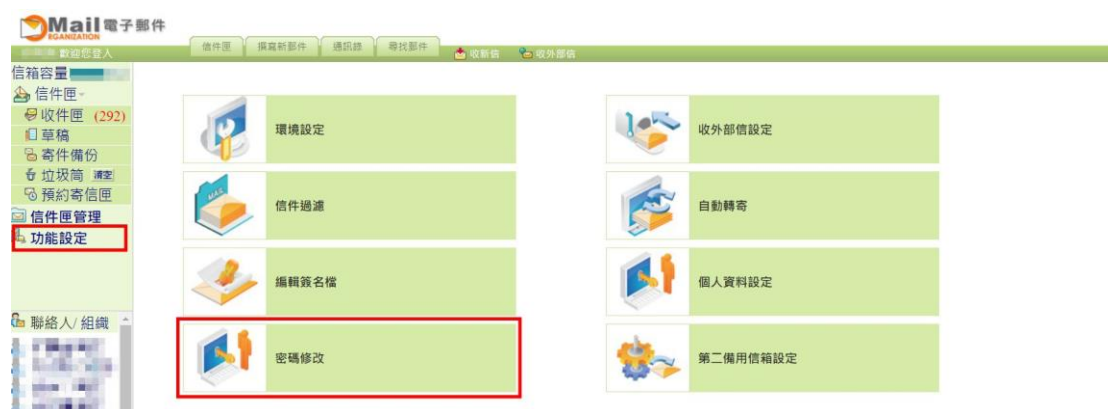 Mail 電子郵件
EGANIZATION
歡迎您登入
信件匣
撰寫新郵件
通訊錄
尋找郵件
收新信
收外部信
信箱容量
信件匣
收件匣 (292)
草稿
寄件備份
垃圾筒 清空
預約寄信匣
信件匣管理
功能設定
聯絡人/組織
環境設定
收外部信設定
MAIL
信件過濾
自動轉寄
編輯簽名檔
個人資料設定
密碼修改
第二備用信箱設定